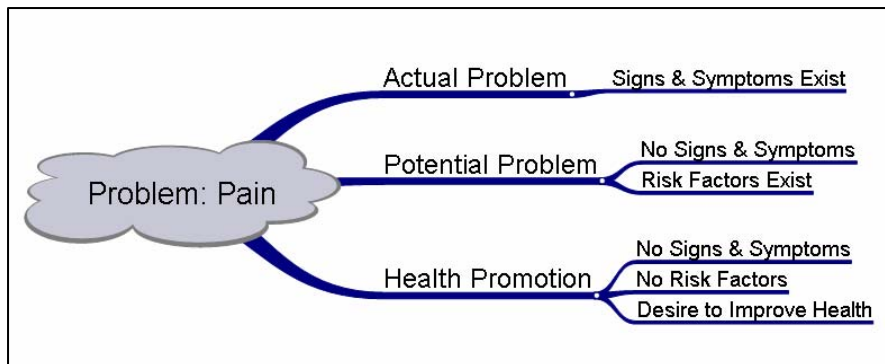 Problem: Pain
Actual Problem
Signs & Symptoms Exist
Potential Problem
No Signs & Symptoms
Risk Factors Exist
Health Promotion
No Signs & Symptoms
No Risk Factors
Desire to Improve Health